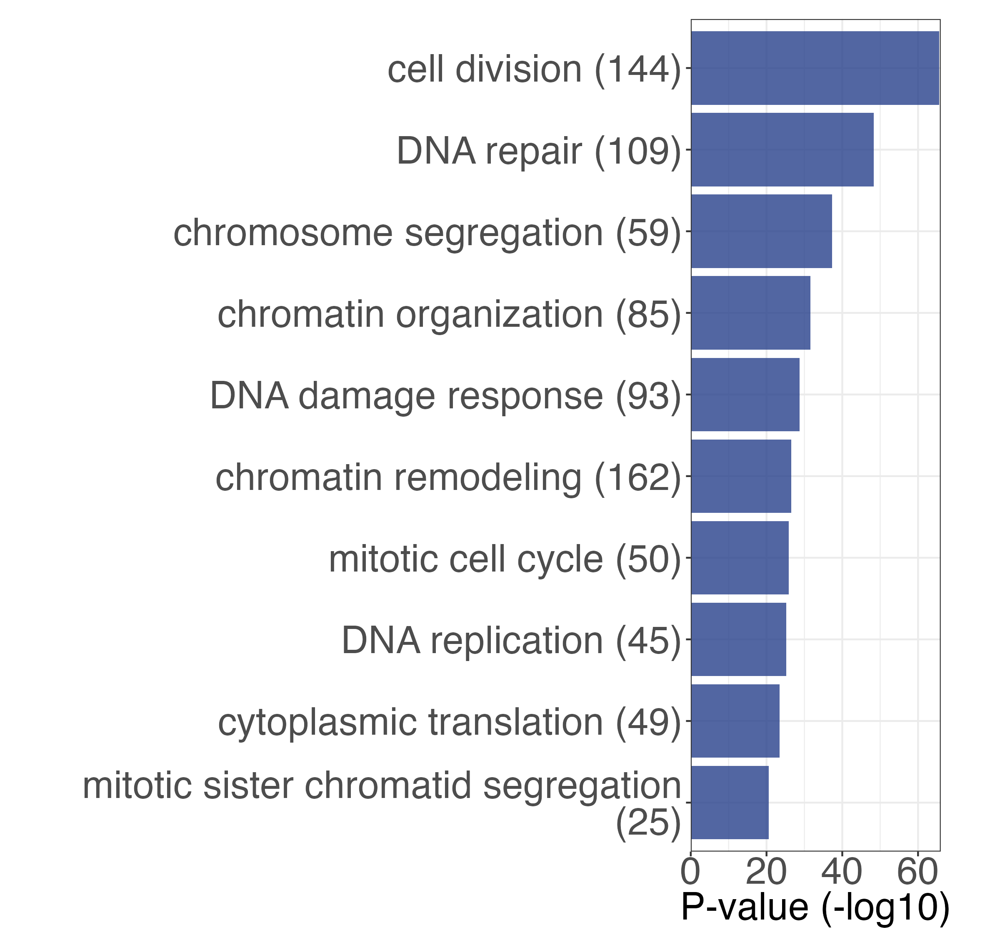 cell division (144)
DNA repair (109)
chromosome segregation (59)
chromatin organization (85)
DNA damage response (93)
chromatin remodeling (162)
mitotic cell cycle (50)
DNA replication (45)
cytoplasmic translation (49)
mitotic sister chromatid segregation
(25)
0 20 40 60
P-value (-log10)